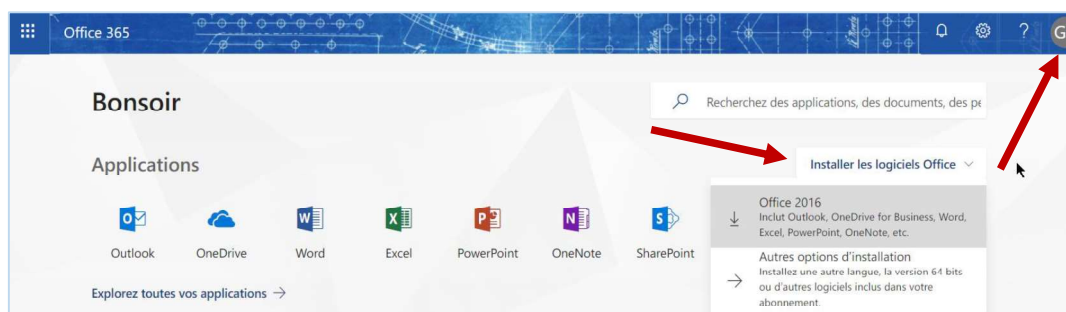 Office 365
?
G
Bonsoir
Recherchez des applications, des documents, des pe
Applications
Installer les logiciels Office
Office 2016
Inclut Outlook, OneDrive for Business, Word,
Excel, PowerPoint, OneNote, etc.
Outlook
OneDrive
Word
Excel
PowerPoint
OneNote
SharePoint
Autres options d'installation
Installez une autre langue, la version 64 bits
ou d'autres logiciels inclus dans votre
abonnement.
Explorez toutes vos applications →